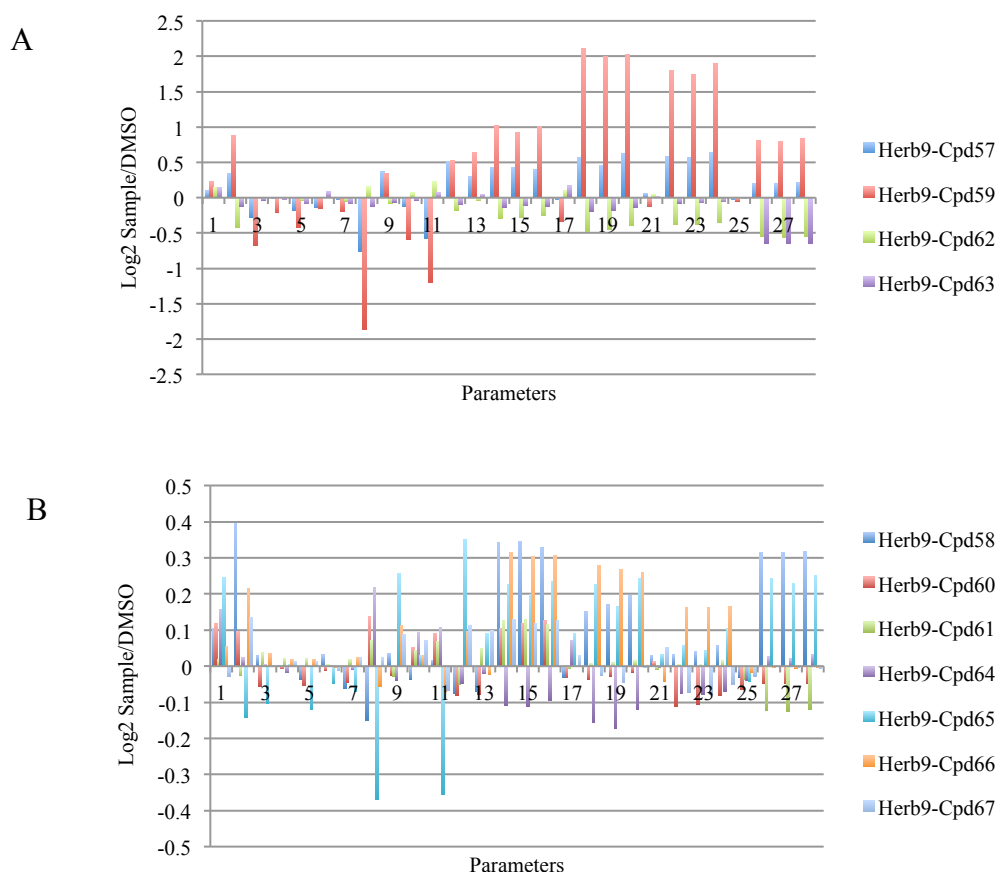 A
2.5
2
1.5
1
0.5
0
-0.5
-1
-1.5
-2
-2.5
Log2 Sample/DMSO
1 3 5 7 9 11 13 15 17 19 21 23 25 27
Parameters
Herb9-Cpd57
Herb9-Cpd59
Herb9-Cpd62
Herb9-Cpd63
B
0.5
0.4
0.3
0.2
0.1
0
-0.1
-0.2
-0.3
-0.4
-0.5
Log2 Sample/DMSO
1 3 5 7 9 11 13 15 17 19 21 23 25 27
Parameters
Herb9-Cpd58
Herb9-Cpd60
Herb9-Cpd61
Herb9-Cpd64
Herb9-Cpd65
Herb9-Cpd66
Herb9-Cpd67